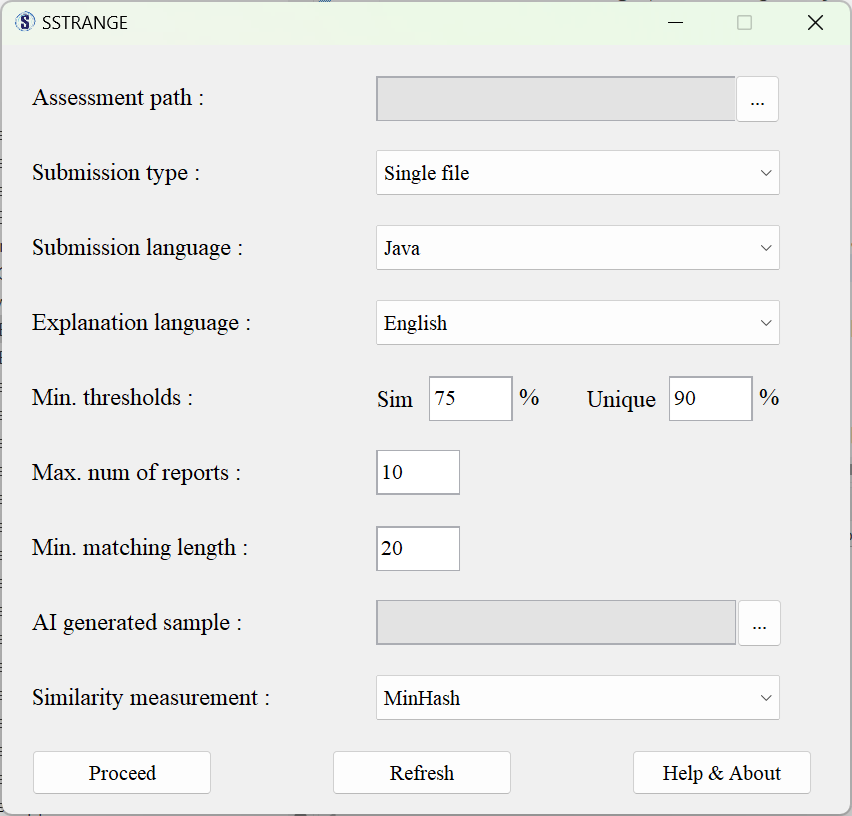 SSTRANGE
Assessment path :
...
Submission type :
Single file
Submission language :
Java
Explanation language :
English
Min. thresholds :
Sim 75 % Unique 90 %
Max. num of reports :
10
Min. matching length :
20
AI generated sample :
...
Similarity measurement :
MinHash
Proceed Refresh Help & About